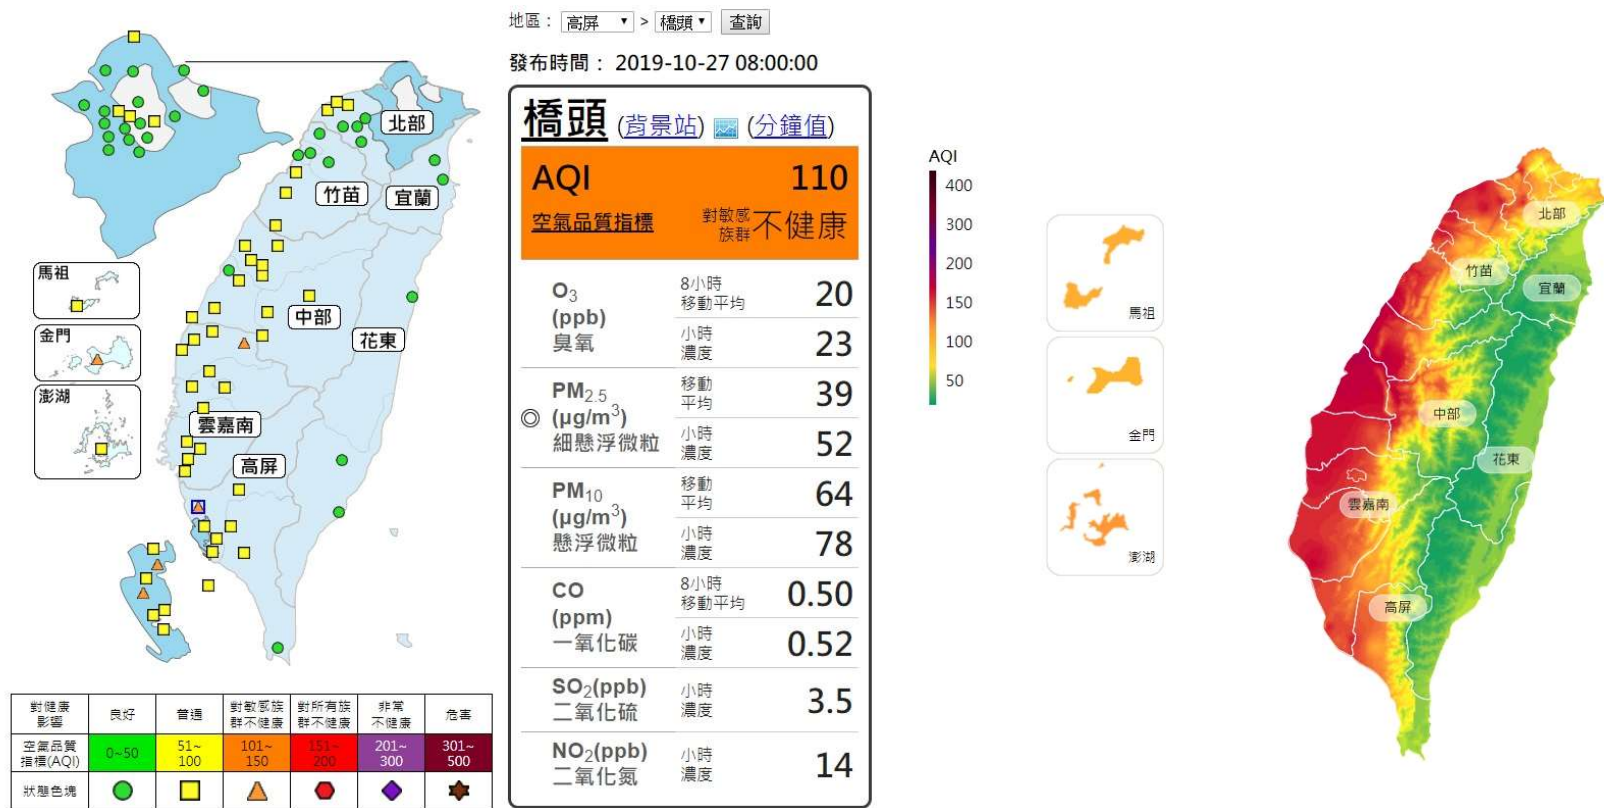 北部
竹苗
宜蘭
中部
花東
雲嘉南
高屏
馬祖
金門
澎湖
對健康影響 良好 普通 對敏感族群不健康 對所有族群不健康 非常不健康 危害
空氣品質指標(AQI) 0~50 51~100 101~150 151~200 201~300 301~500
狀態色塊
地區： 高屏 > 橋頭 查詢
發布時間： 2019-10-27 08:00:00
橋頭 (背景站) (分鐘值)
AQI 110
空氣品質指標 對敏感族群不健康
O3 (ppb) 臭氧
8小時移動平均 20
小時濃度 23
◎ PM2.5 (μg/m3) 細懸浮微粒
移動平均 39
小時濃度 52
PM10 (μg/m3) 懸浮微粒
移動平均 64
小時濃度 78
CO (ppm) 一氧化碳
8小時移動平均 0.50
小時濃度 0.52
SO2(ppb) 二氧化硫
小時濃度 3.5
NO2(ppb) 二氧化氮
小時濃度 14
AQI
400
300
200
150
100
50
馬祖
金門
澎湖
北部
竹苗
宜蘭
中部
花東
雲嘉南
高屏